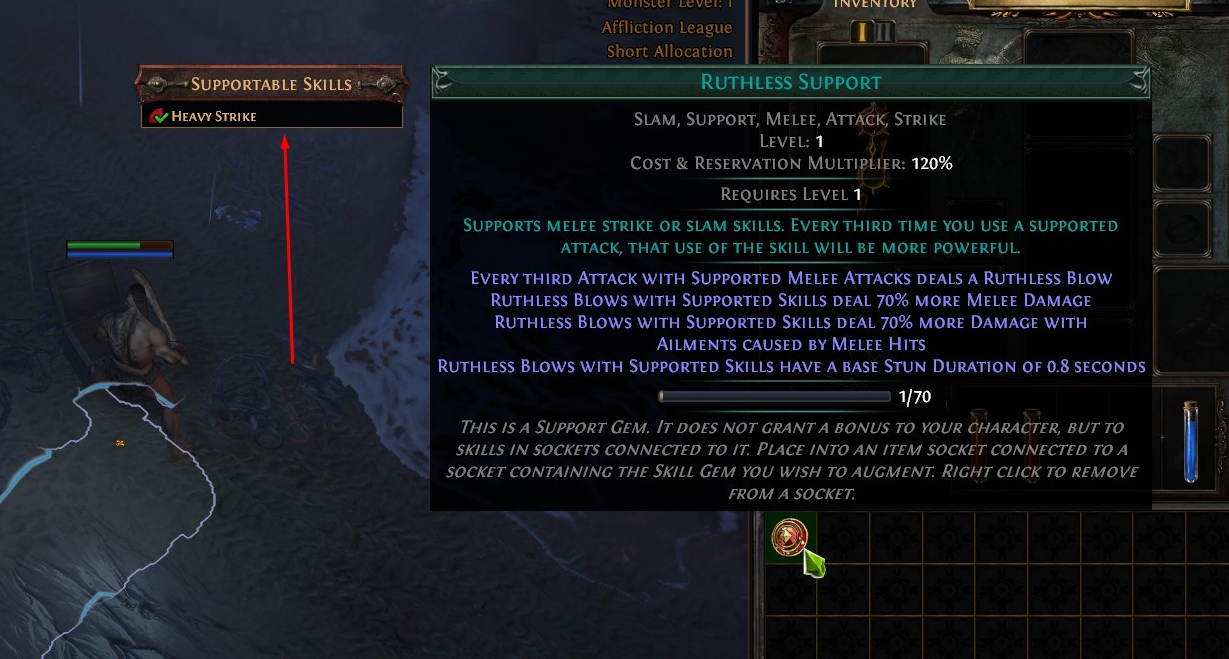 Monster Level: 1
INVENTORY
Affliction League
Short Allocation
I II
SUPPORTABLE SKILLS
HEAVY STRIKE
RUTHLESS SUPPORT
SLAM, SUPPORT, MELEE, ATTACK, STRIKE
LEVEL: 1
COST & RESERVATION MULTIPLIER: 120%
REQUIRES LEVEL 1
SUPPORTS MELEE STRIKE OR SLAM SKILLS. EVERY THIRD TIME YOU USE A SUPPORTED
ATTACK, THAT USE OF THE SKILL WILL BE MORE POWERFUL.
EVERY THIRD ATTACK WITH SUPPORTED MELEE ATTACKS DEALS A RUTHLESS BLOW
RUTHLESS BLOWS WITH SUPPORTED SKILLS DEAL 70% MORE MELEE DAMAGE
RUTHLESS BLOWS WITH SUPPORTED SKILLS DEAL 70% MORE DAMAGE WITH
AILMENTS CAUSED BY MELEE HITS
RUTHLESS BLOWS WITH SUPPORTED SKILLS HAVE A BASE STUN DURATION OF 0.8 SECONDS
1/70
THIS IS A SUPPORT GEM. IT DOES NOT GRANT A BONUS TO YOUR CHARACTER, BUT TO
SKILLS IN SOCKETS CONNECTED TO IT. PLACE INTO AN ITEM SOCKET CONNECTED TO A
SOCKET CONTAINING THE SKILL GEM YOU WISH TO AUGMENT. RIGHT CLICK TO REMOVE
FROM A SOCKET.